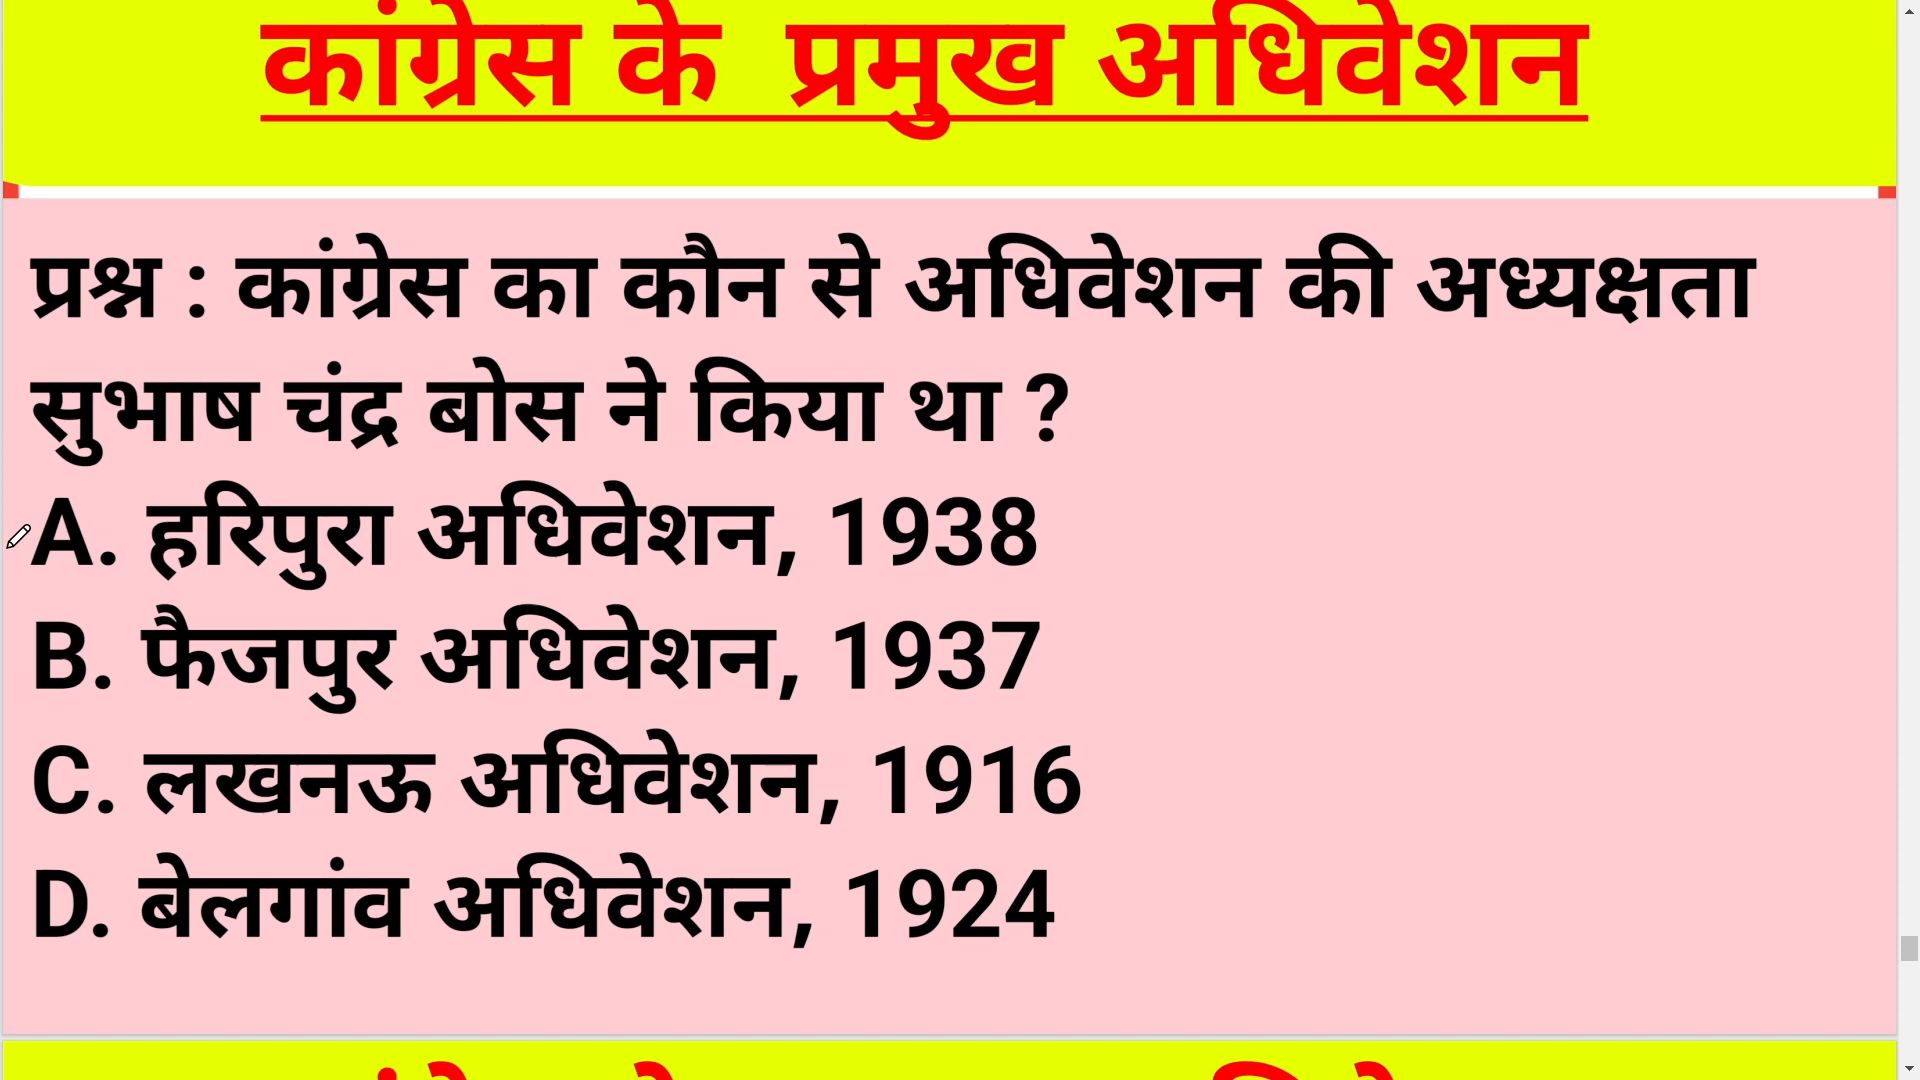 कांग्रेस के प्रमुख अधिवेशन
प्रश्न : कांग्रेस का कौन से अधिवेशन की अध्यक्षता
सुभाष चंद्र बोस ने किया था ?
A. हरिपुरा अधिवेशन, 1938
B. फैजपुर अधिवेशन, 1937
C. लखनऊ अधिवेशन, 1916
D. बेलगांव अधिवेशन, 1924